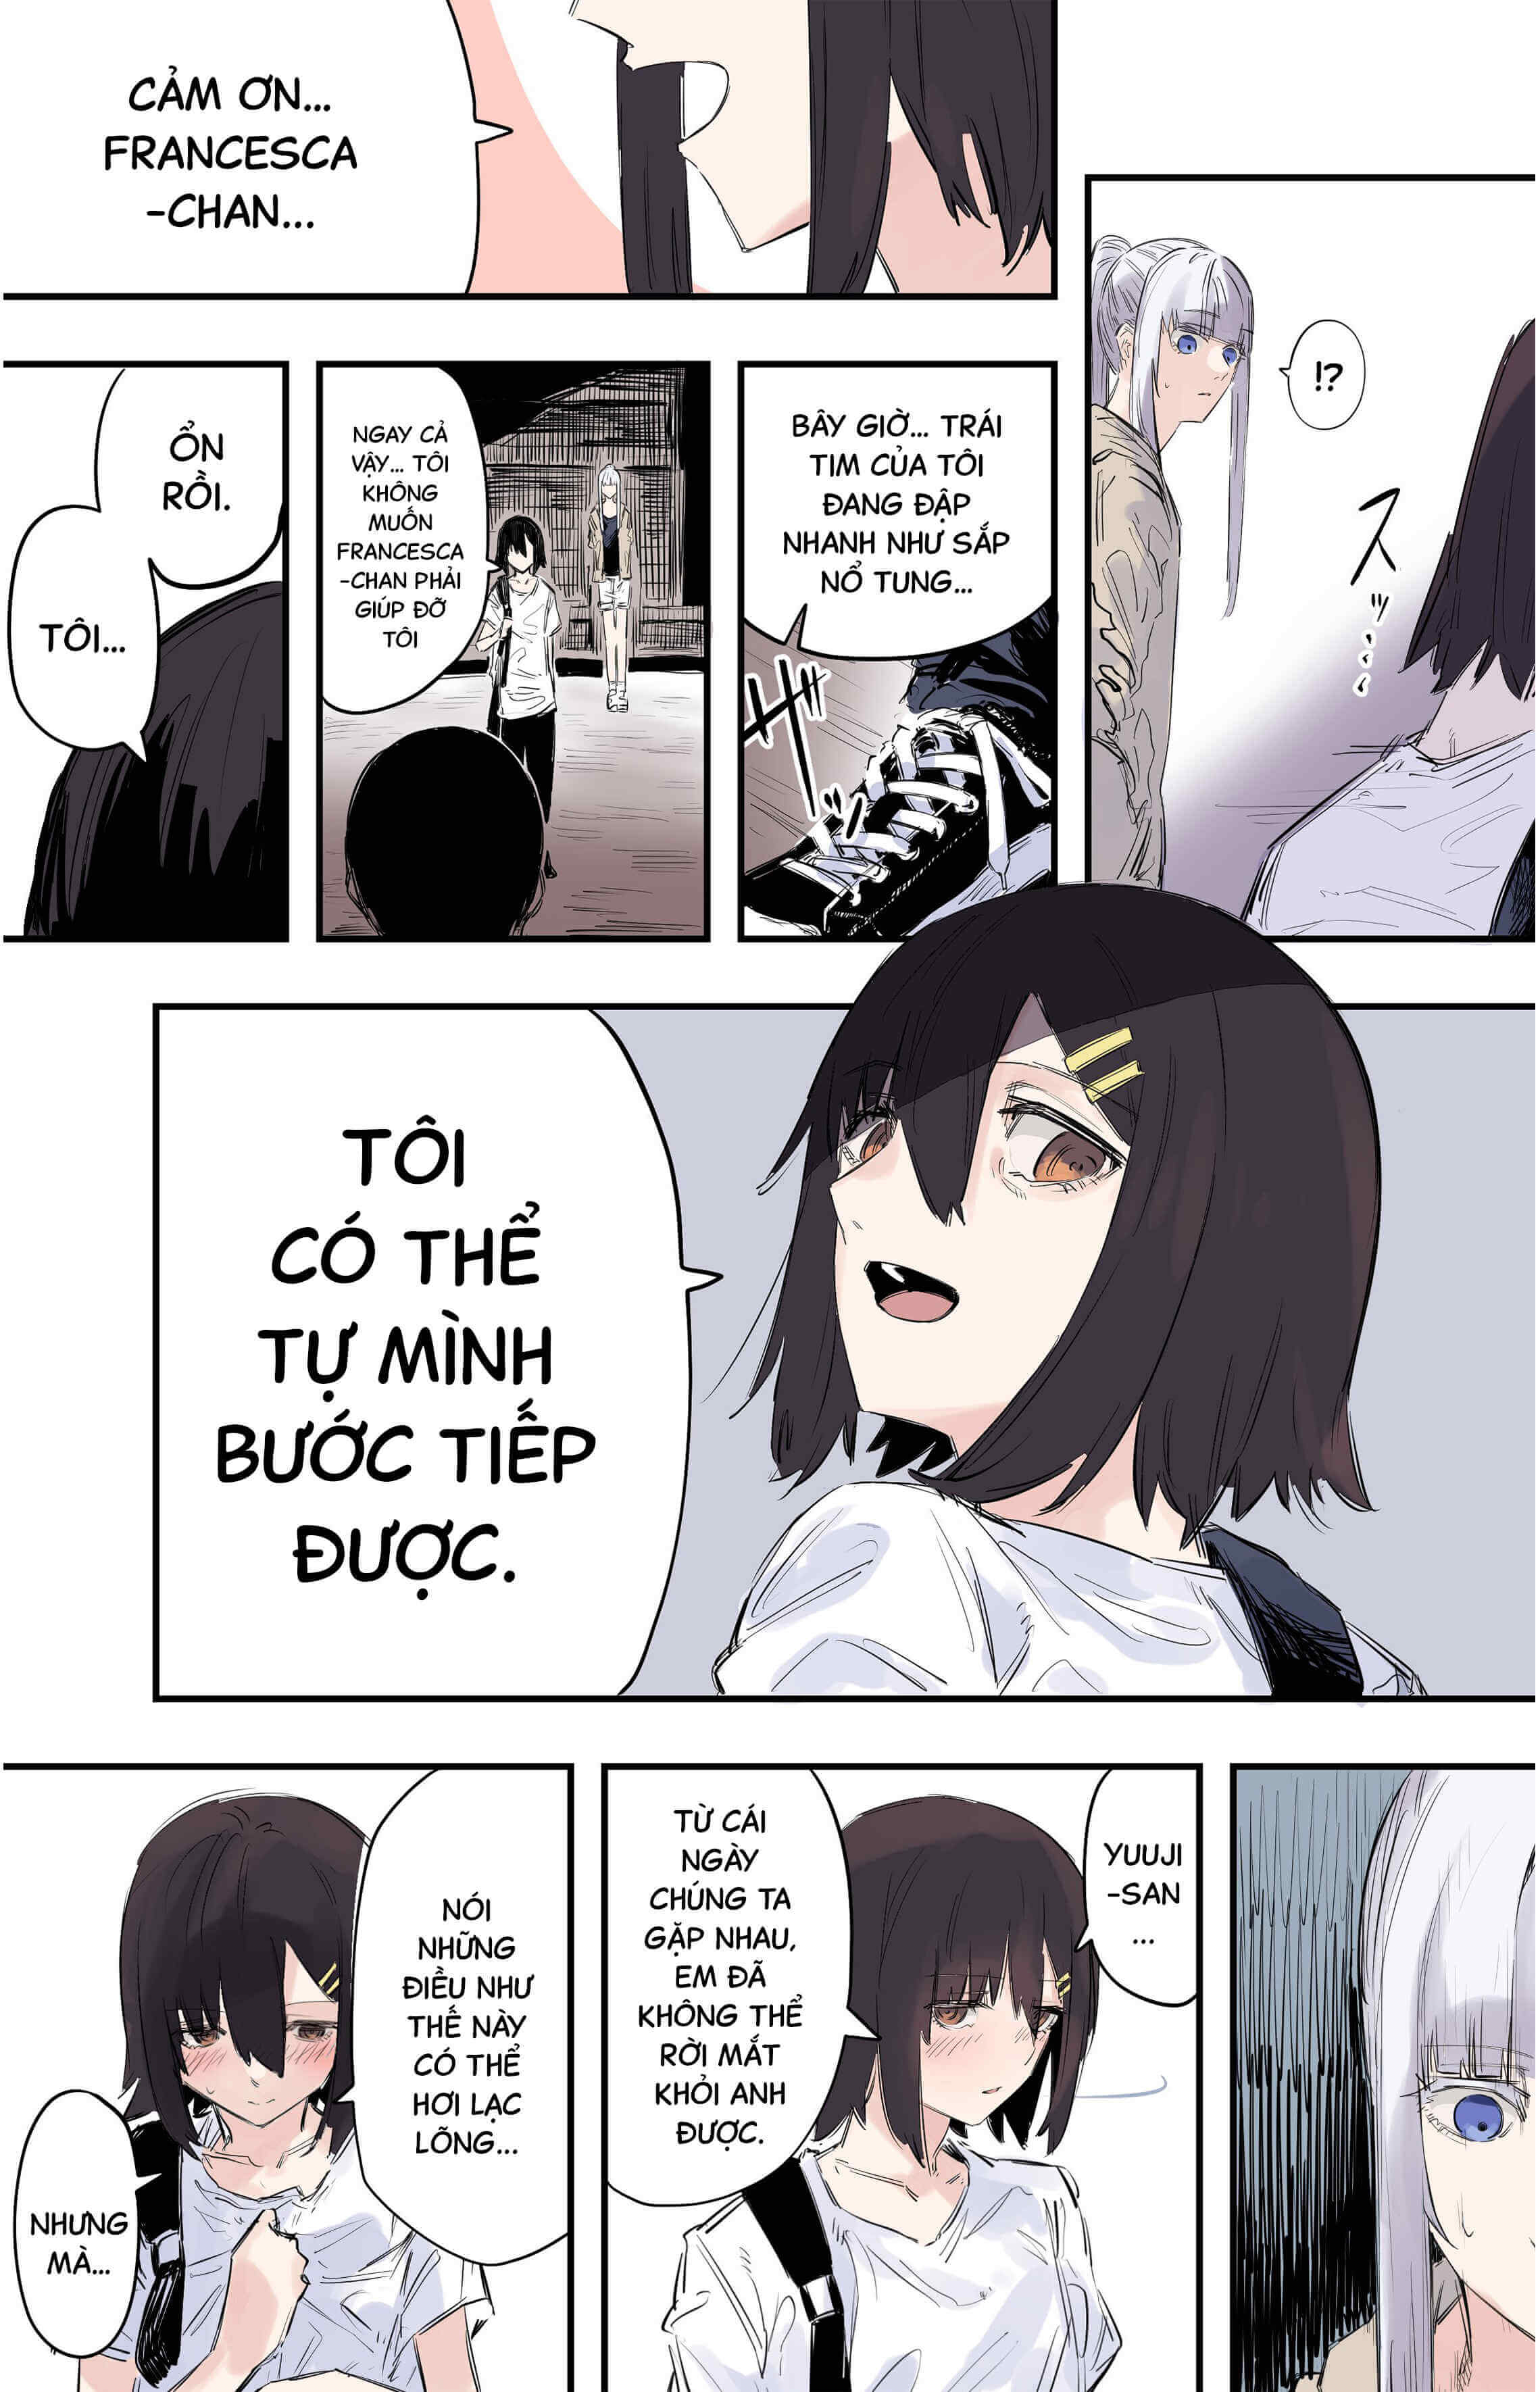 CẢM ƠN...
FRANCESCA
-CHAN...
!?
ス
ッ...
BÂY GIỜ... TRÁI
TIM CỦA TÔI
ĐANG ĐẬP
NHANH NHƯ SẮP
NỔ TUNG...
ザッ
NGAY CẢ
VẬY... TÔI
KHÔNG
MUỐN
FRANCESCA
-CHAN PHẢI
GIÚP ĐỠ
TÔI
ỔN
RỒI.
TÔI...
TÔI
CÓ THỂ
TỰ MÌNH
BƯỚC TIẾP
ĐƯỢC.
YUUJI
-SAN
...
TỪ CÁI
NGÀY
CHÚNG TA
GẶP NHAU,
EM ĐÃ
KHÔNG THỂ
RỜI MẮT
KHỎI ANH
ĐƯỢC.
NÓI
NHỮNG
ĐIỀU NHƯ
THẾ NÀY
CÓ THỂ
HƠI LẠC
LÕNG...
NHƯNG
MÀ...